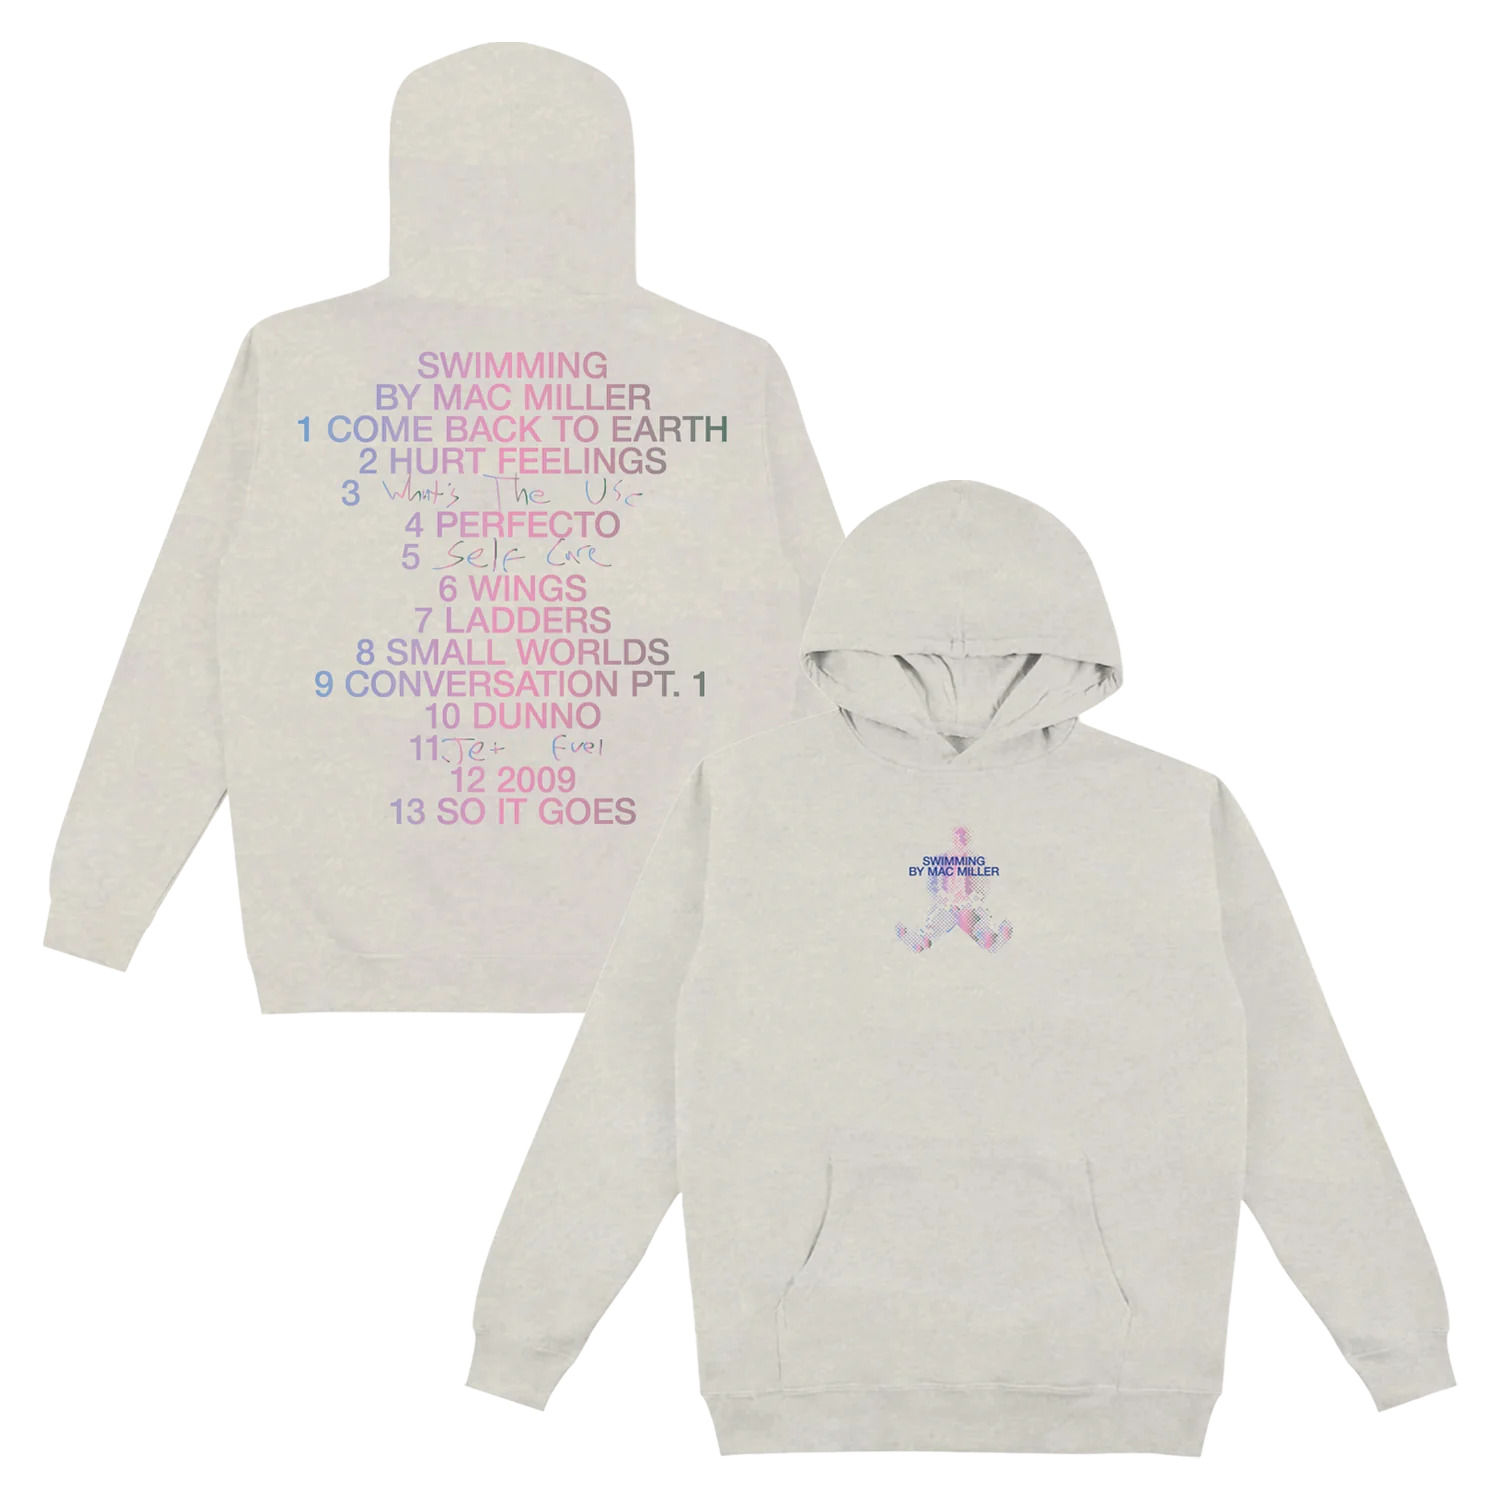 SWIMMING
BY MAC MILLER
1 COME BACK TO EARTH
2 HURT FEELINGS
3 What's The Use
4 PERFECTO
5 Self Care
6 WINGS
7 LADDERS
8 SMALL WORLDS
9 CONVERSATION PT. 1
10 DUNNO
11 Jet Fuel
12 2009
13 SO IT GOES
SWIMMING
BY MAC MILLER